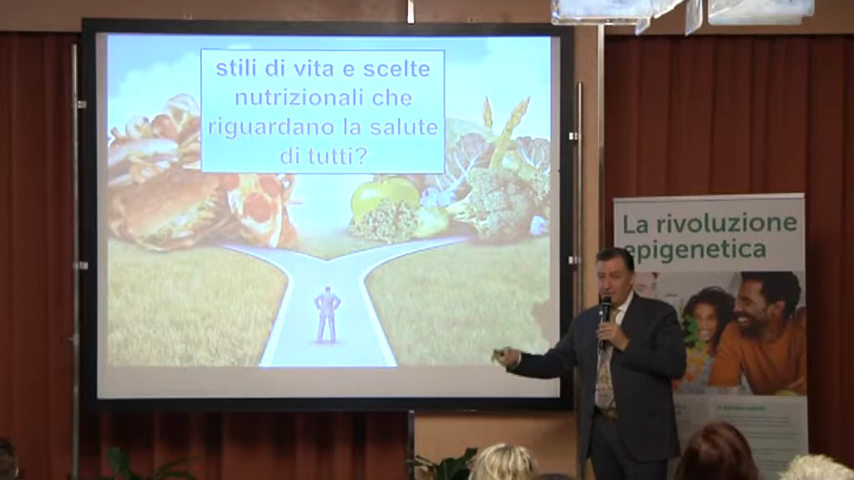 stili di vita e scelte
nutrizionali che
riguardano la salute
di tutti?
La rivoluzione
epigenetica